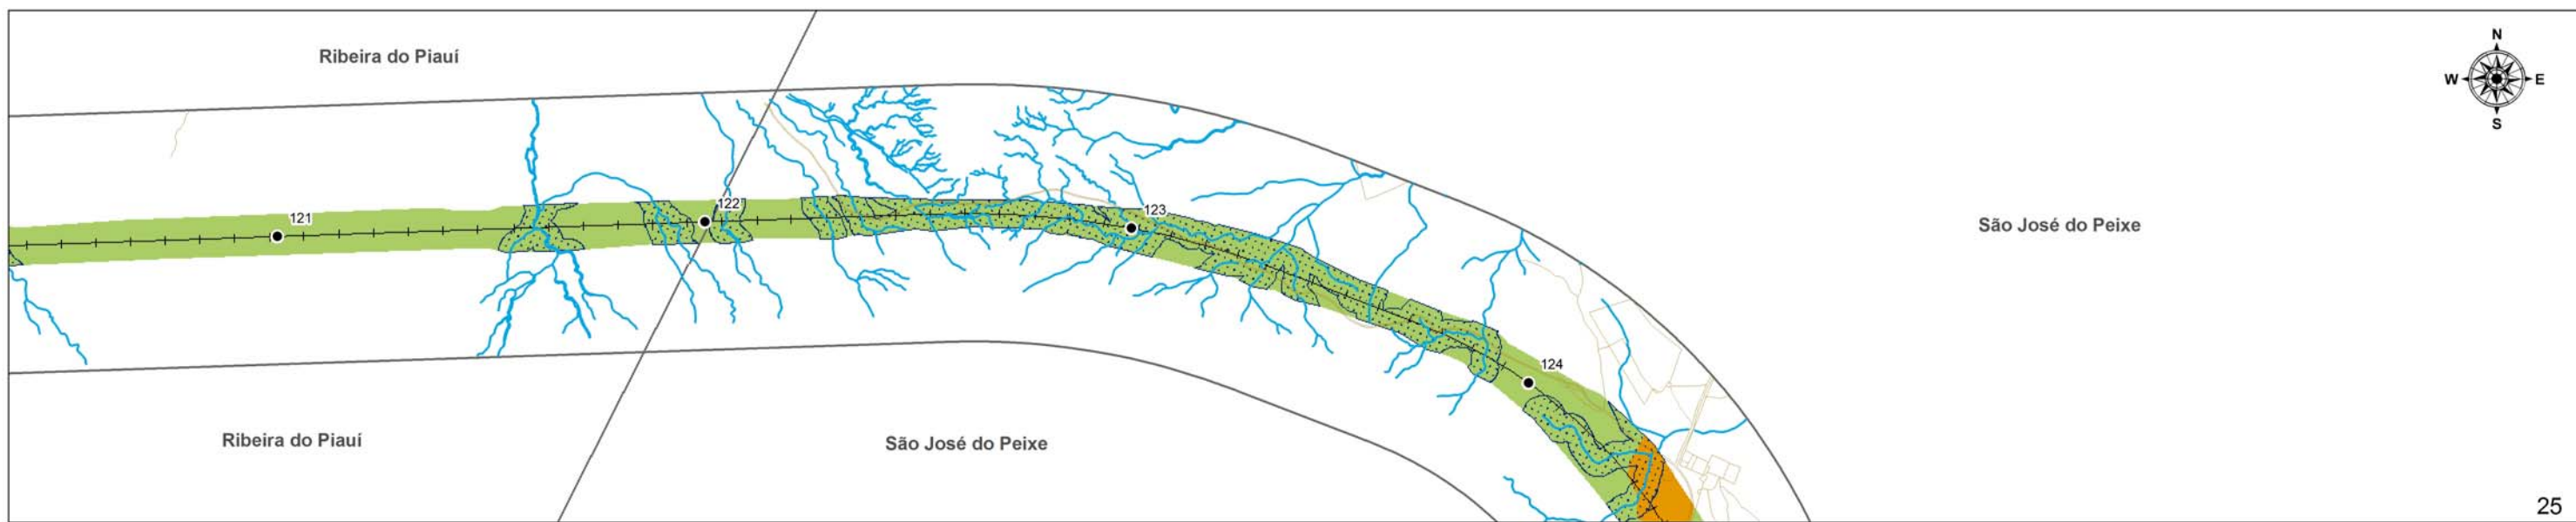 Ribeira do Piauí
N
W E
S
121
122
123
São José do Peixe
124
Ribeira do Piauí
São José do Peixe
25